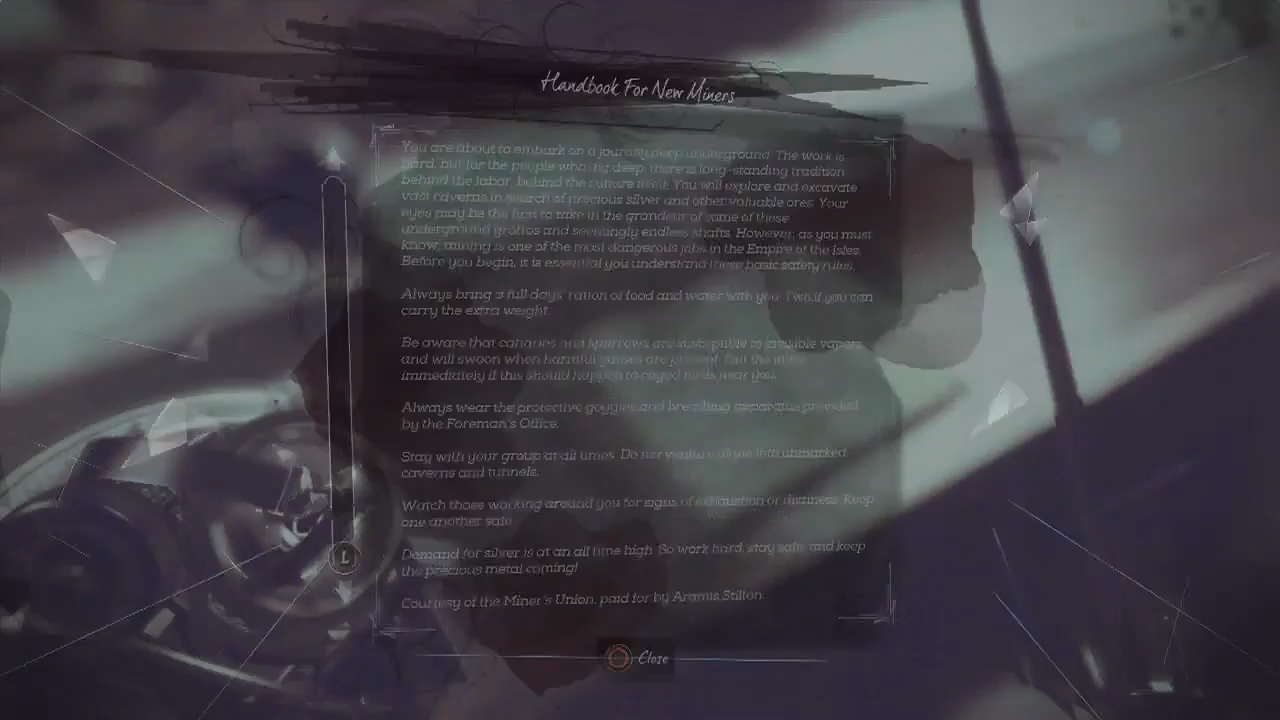 Handbook For New Miners
You are about to embark on a journey deep underground. The work is
hard, but for the people who dig deep, there is long-standing tradition
behind the labor, behind the culture itself. You will explore and excavate
vast caverns in search of precious silver and other valuable ores. Your
eyes may be the first to take in the grandeur of some of these
underground grottos and seemingly endless shafts. However, as you must
know, mining is one of the most dangerous jobs in the Empire of the Isles.
Before you begin, it is essential you understand these basic safety rules.
Always bring a full days' ration of food and water with you. Two, if you can
carry the extra weight.
Be aware that canaries and sparrows are susceptible to invisible vapors
and will swoon when harmful gasses are present. Exit the mine
immediately if this should happen to caged birds near you.
Always wear the protective goggles and breathing apparatus provided
by the Foreman's Office.
Stay with your group at all times. Do not venture alone into unmarked
caverns and tunnels.
Watch those working around you for signs of exhaustion or dizziness. Keep
one another safe.
Demand for silver is at an all time high. So work hard, stay safe and keep
the precious metal coming!
Courtesy of the Miner's Union, paid for by Aramis Stilton.
L
Close